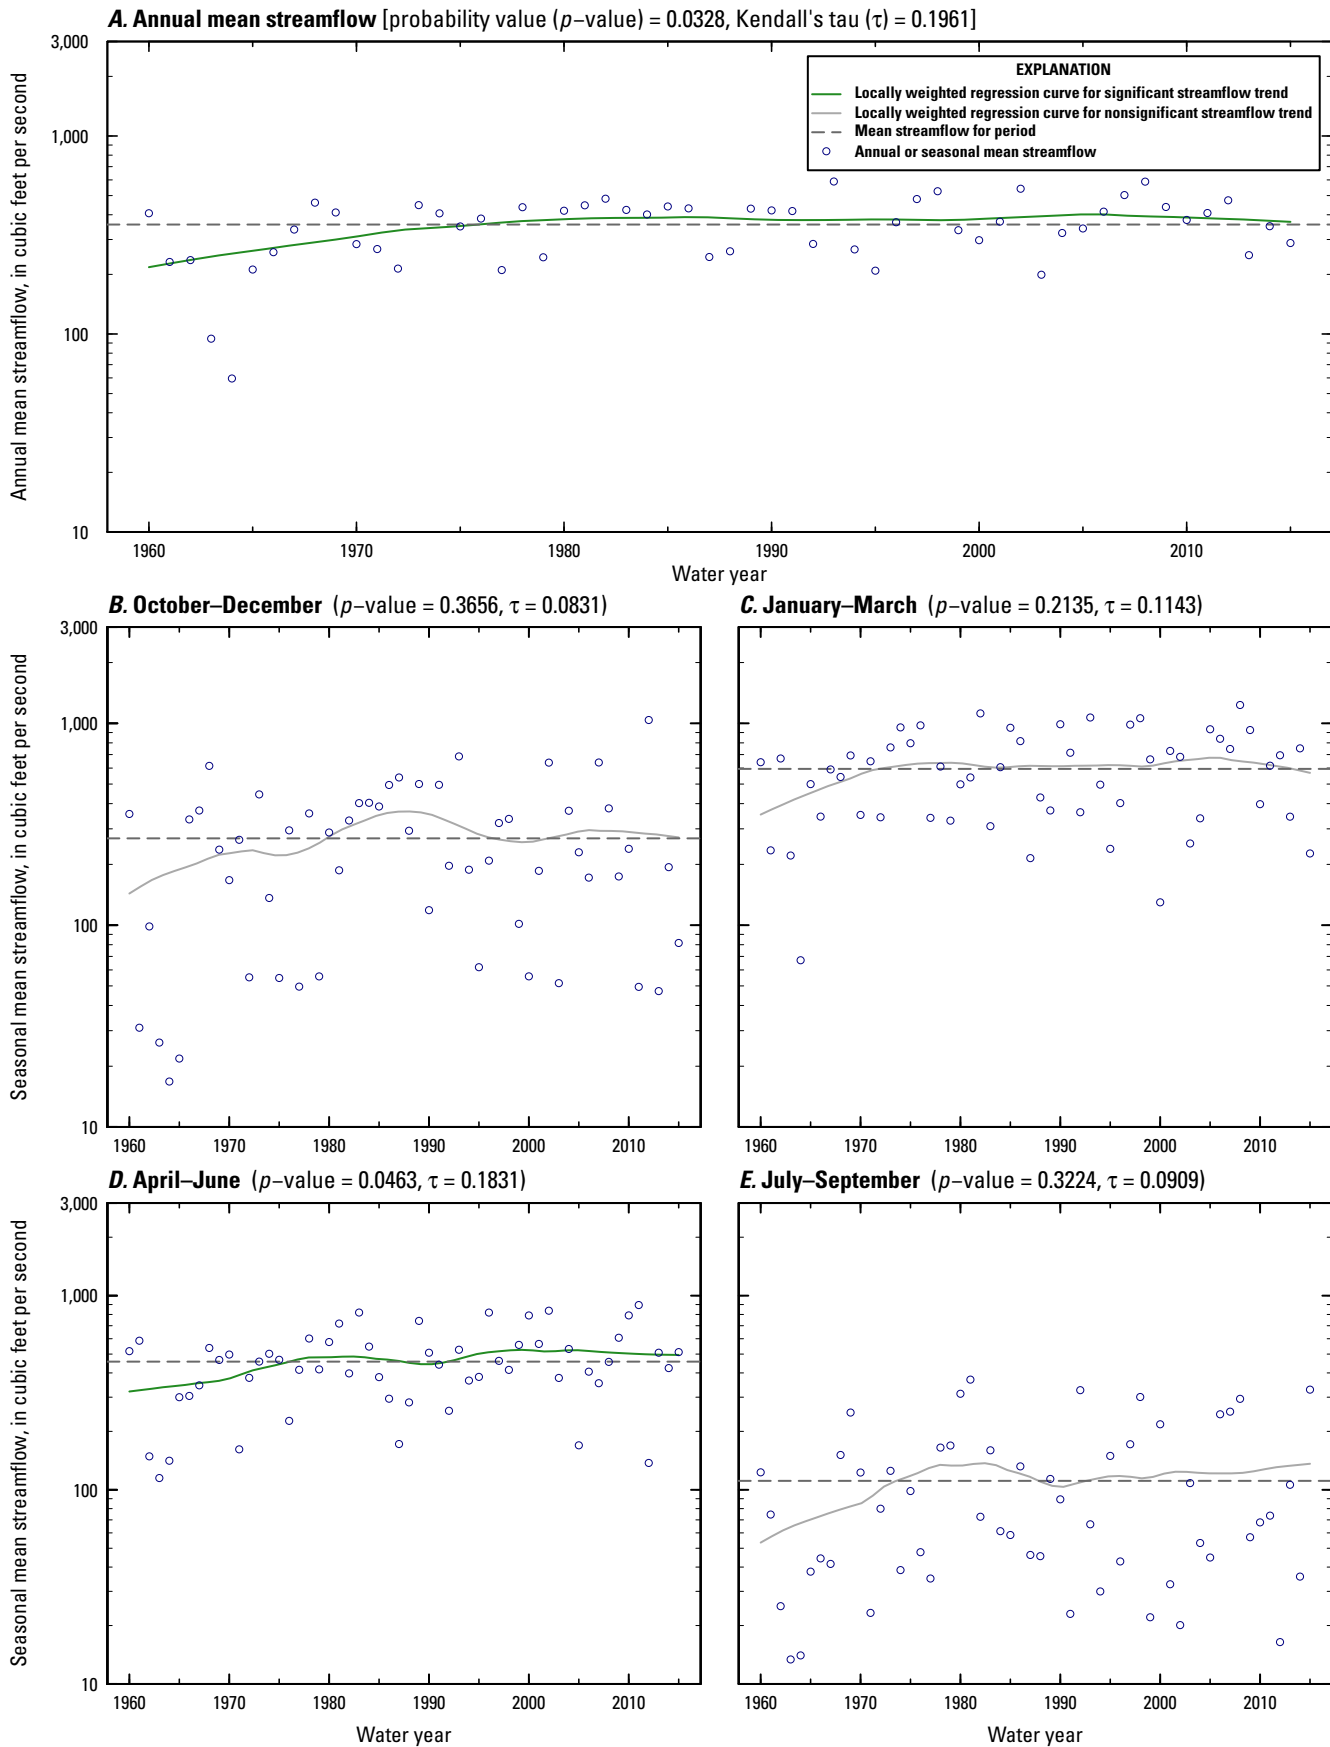 A. Annual mean streamflow [probability value (p−value) = 0.0328, Kendall's tau (τ) = 0.1961]
3,000
1,000
100
10
Annual mean streamflow, in cubic feet per second
EXPLANATION
Locally weighted regression curve for significant streamflow trend
Locally weighted regression curve for nonsignificant streamflow trend
Mean streamflow for period
Annual or seasonal mean streamflow
1960 1970 1980 1990 2000 2010
Water year
B. October–December (p−value = 0.3656, τ = 0.0831)
3,000
1,000
100
10
Seasonal mean streamflow, in cubic feet per second
1960 1970 1980 1990 2000 2010
C. January–March (p−value = 0.2135, τ = 0.1143)
1960 1970 1980 1990 2000 2010
D. April–June (p−value = 0.0463, τ = 0.1831)
3,000
1,000
100
10
Seasonal mean streamflow, in cubic feet per second
1960 1970 1980 1990 2000 2010
Water year
E. July–September (p−value = 0.3224, τ = 0.0909)
1960 1970 1980 1990 2000 2010
Water year